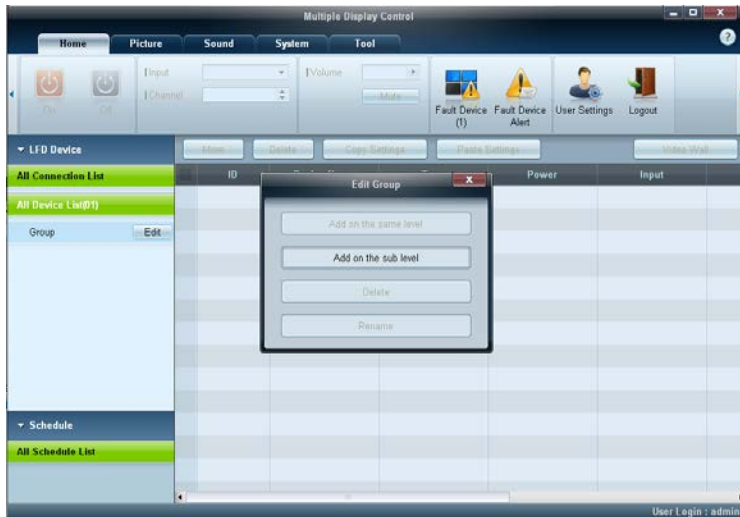 Multiple Display Control
Home Picture Sound System Tool
Input
Channel
Volume
Mute
On Off
Fault Device (1)
Fault Device Alert
User Settings
Logout
LFD Device
Move Delete Copy Settings Paste Settings Video Wall
All Connection List
ID Power Input
All Device List(01)
Group Edit
Edit Group
Add on the same level
Add on the sub level
Delete
Rename
Schedule
All Schedule List
User Login : admin